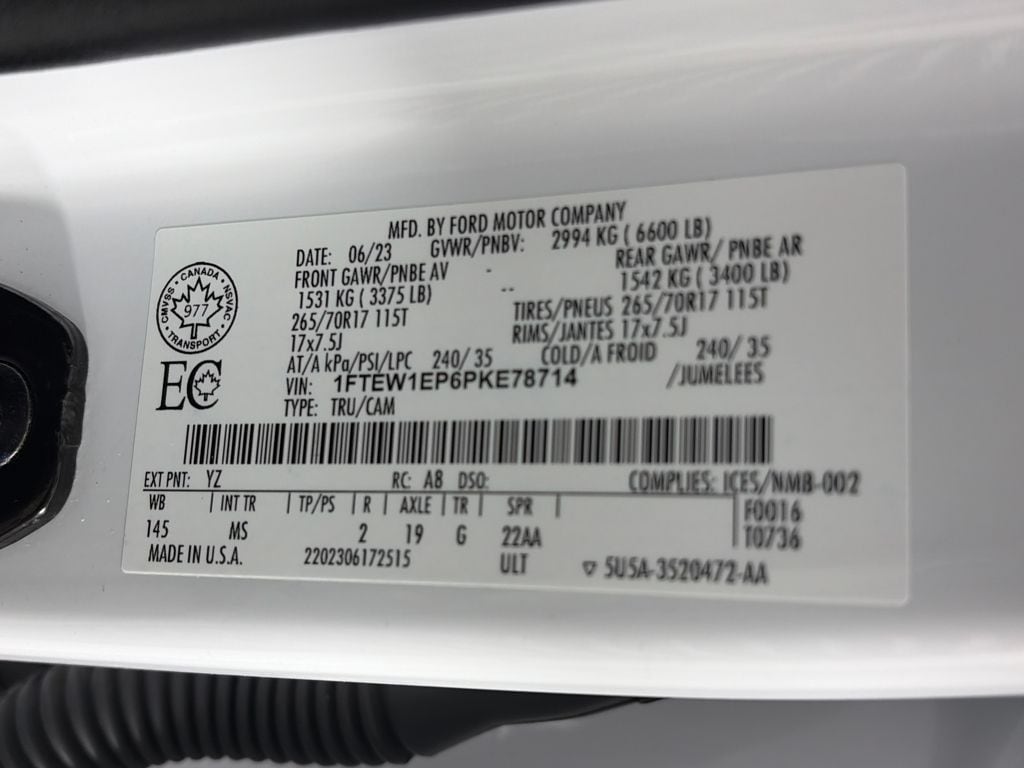 MFD. BY FORD MOTOR COMPANY
DATE: 06/23 GVWR/PNBV: 2994 KG ( 6600 LB)
FRONT GAWR/PNBE AV - REAR GAWR/ PNBE AR
1531 KG ( 3375 LB) -- 1542 KG ( 3400 LB)
265/70R17 115T TIRES/PNEUS 265/70R17 115T
17x7.5J RIMS/JANTES 17x7.5J
AT/A kPa/PSI/LPC 240/ 35 COLD/A FROID 240/ 35
VIN: 1FTEW1EP6PKE78714 /JUMELEES
TYPE: TRU/CAM
CANADA
CMVSS · NSVAC
977
TRANSPORT
EC
EXT PNT: YZ RC: A8 DSO: COMPLIES: ICES/NMB-002
WB | INT TR | TP/PS | R | AXLE | TR | SPR | F0016
145 MS 2 19 G 22AA T0736
MADE IN U.S.A. 2202306172515 ULT ▽ 5U5A-3520472-AA